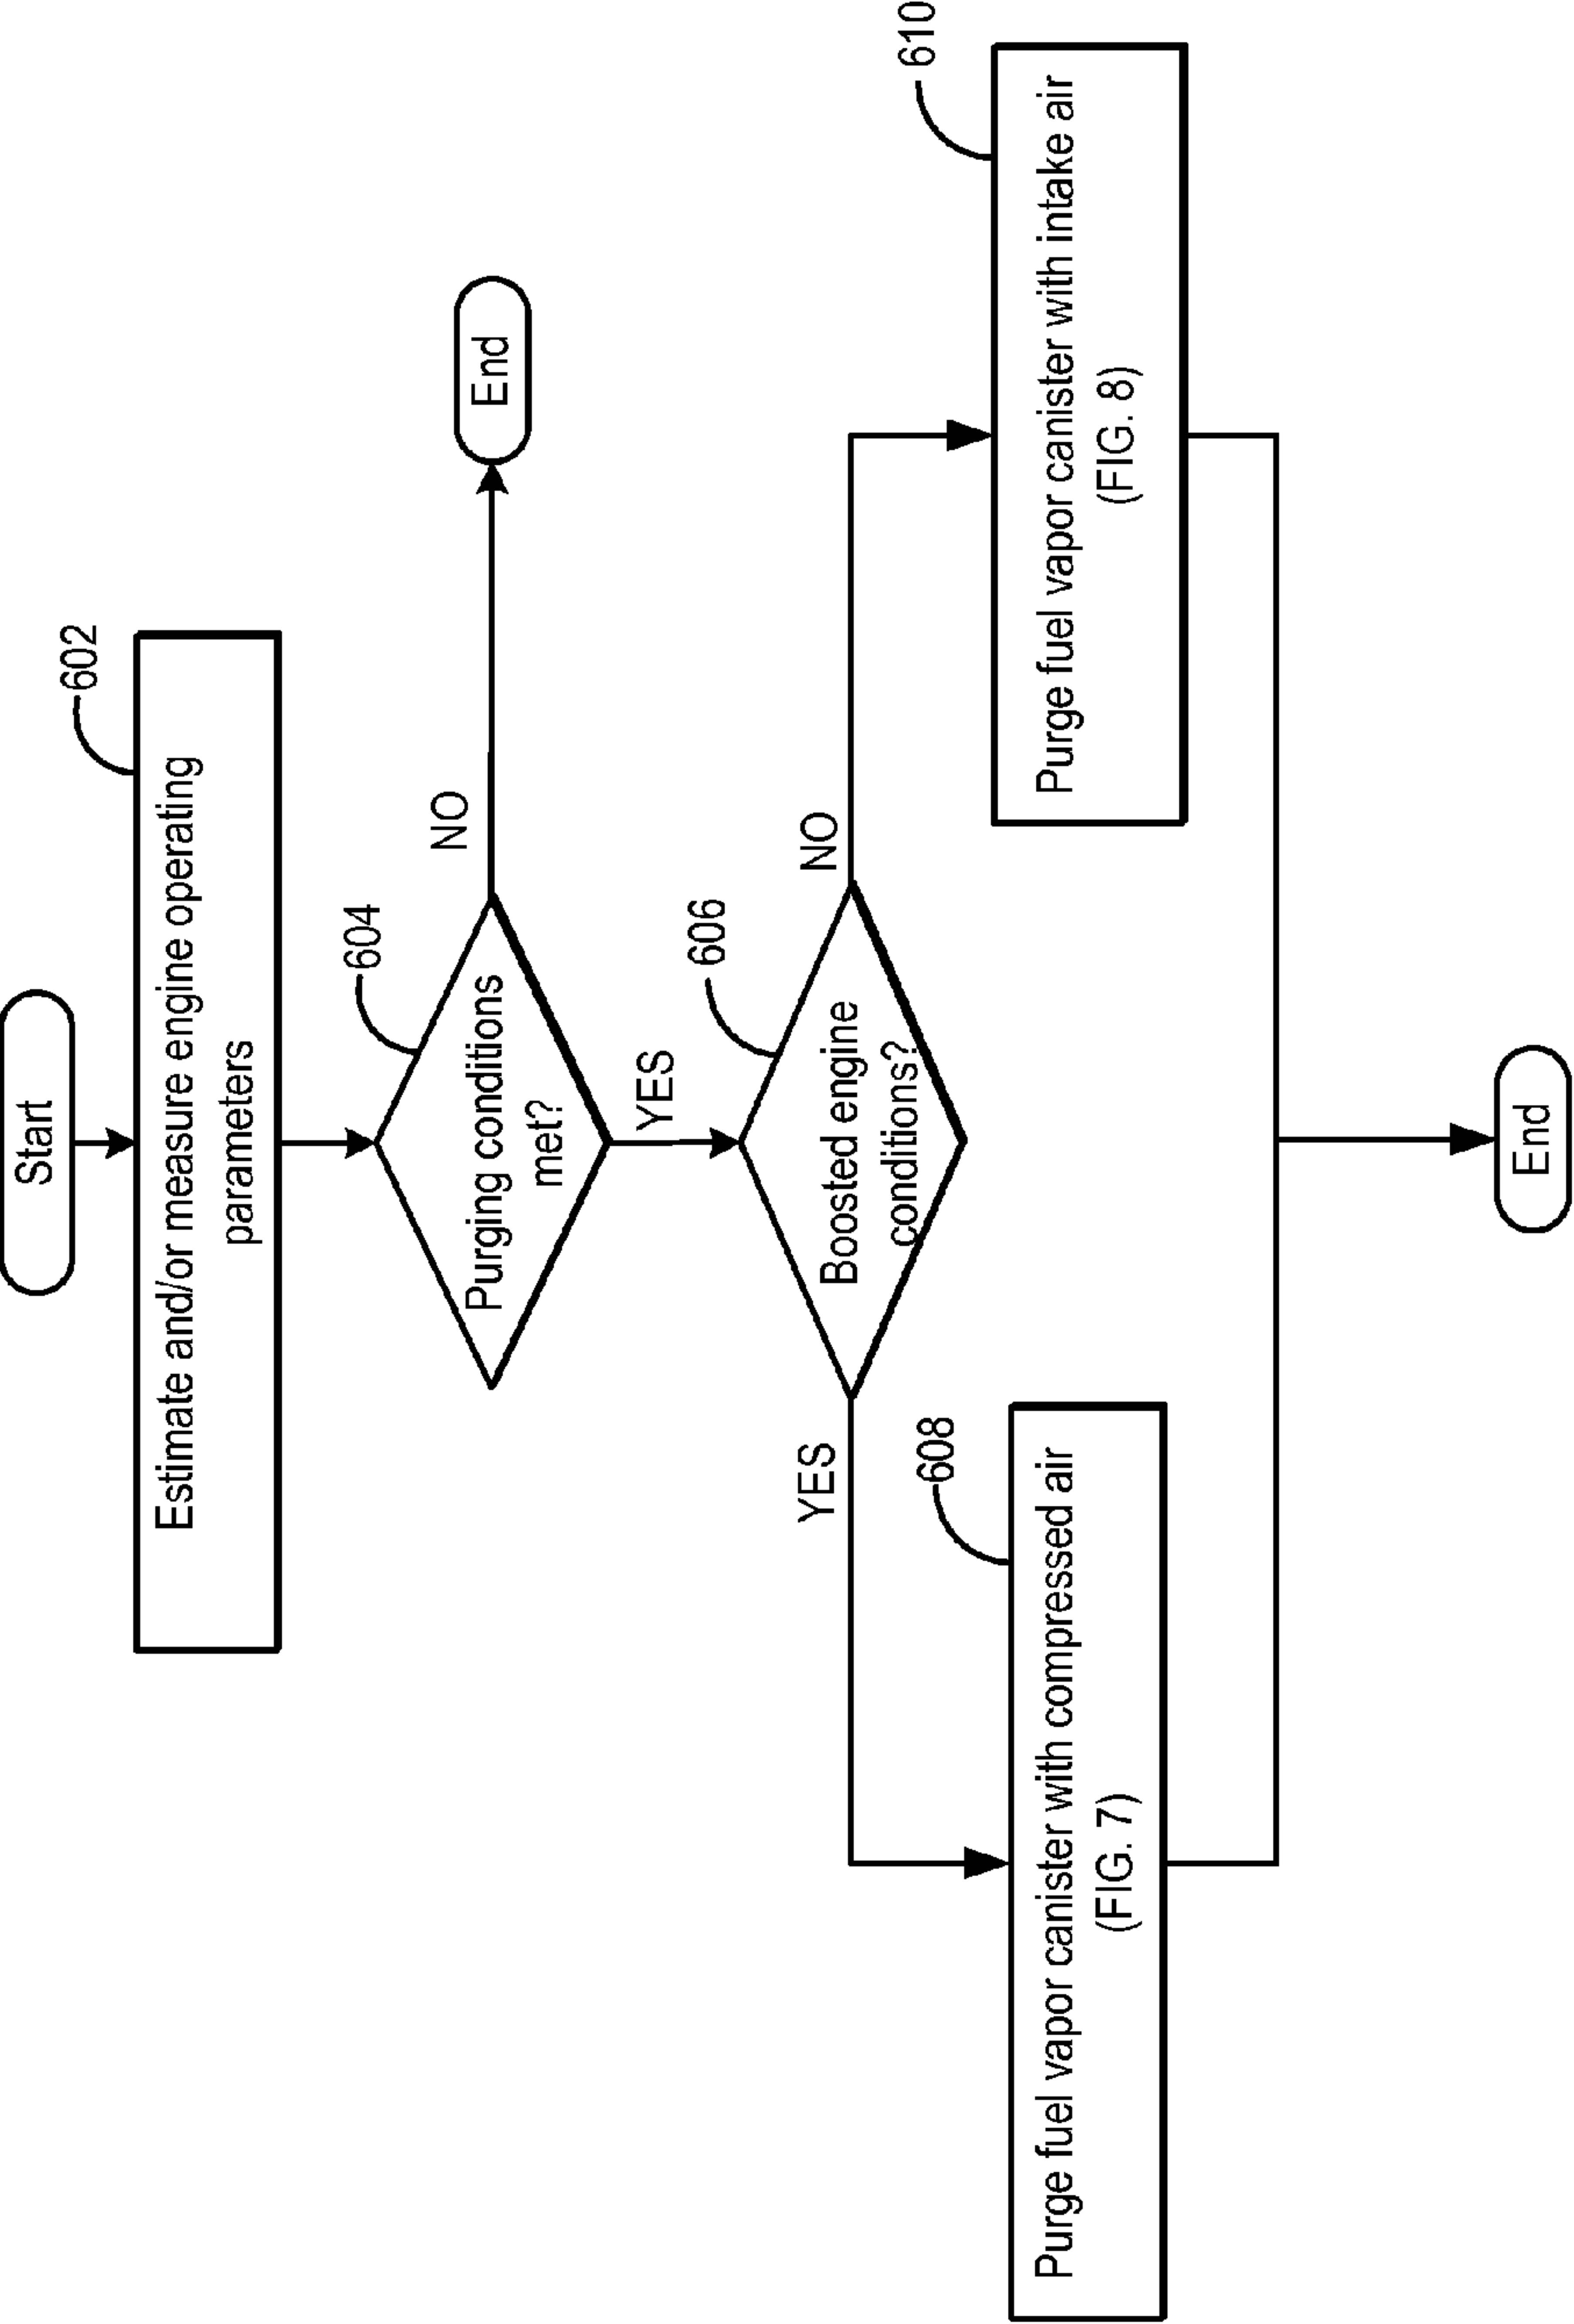 Start
602
Estimate and/or measure engine operating
parameters
604
Purging conditions
met?
NO
End
YES
606
Boosted engine
conditions?
YES
NO
608
Purge fuel vapor canister with compressed air
(FIG. 7)
610
Purge fuel vapor canister with intake air
(FIG. 8)
End